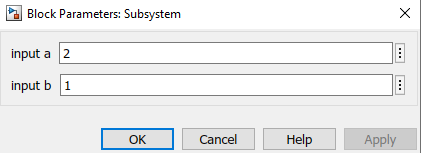 Block Parameters: Subsystem
input a 2
input b 1
OK Cancel Help Apply